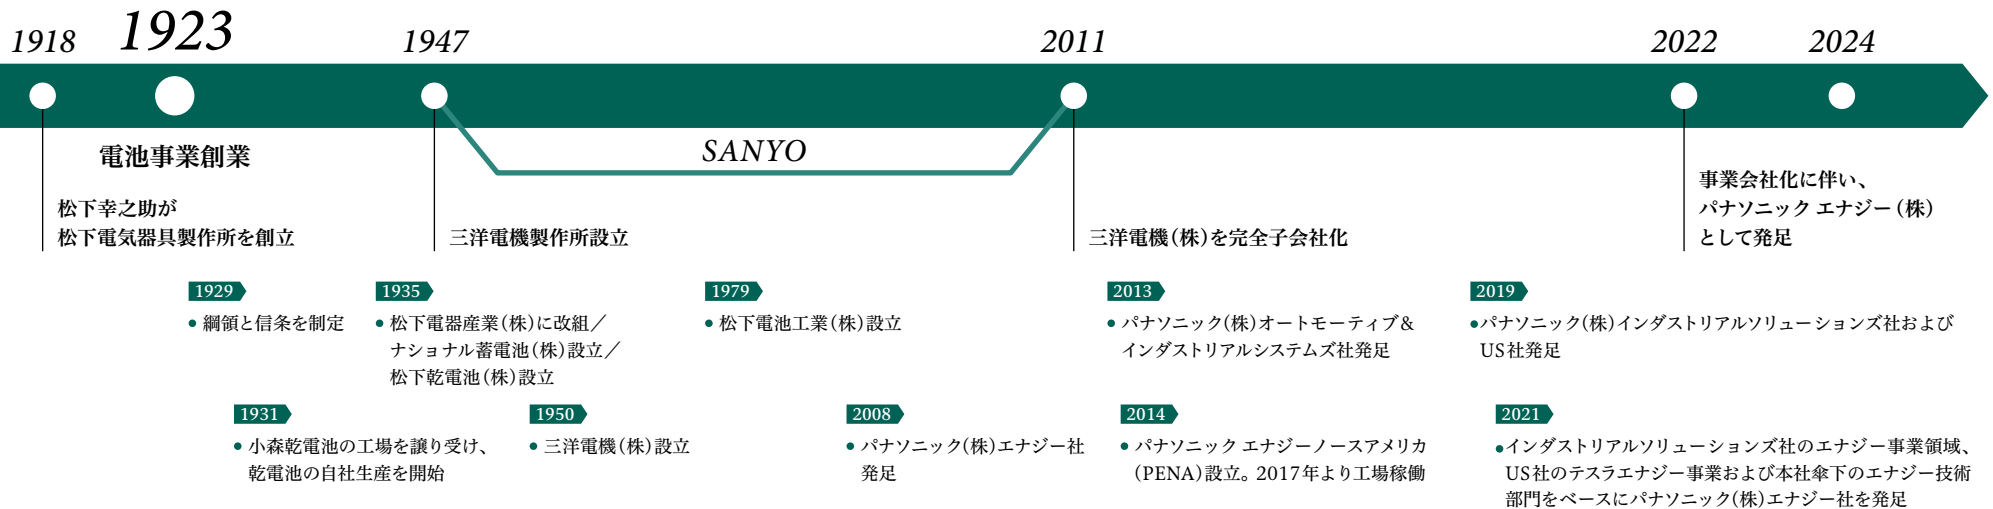 1918
1923
1947
2011
2022
2024
電池事業創業
SANYO
松下幸之助が
松下電気器具製作所を創立
三洋電機製作所設立
三洋電機(株)を完全子会社化
事業会社化に伴い、
パナソニック エナジー(株)
として発足
1929
● 綱領と信条を制定
1935
● 松下電器産業(株)に改組／
ナショナル蓄電池(株)設立／
松下乾電池(株)設立
1979
● 松下電池工業(株)設立
2013
● パナソニック(株)オートモーティブ＆
インダストリアルシステムズ社発足
2019
●パナソニック(株)インダストリアルソリューションズ社および
US社発足
1931
● 小森乾電池の工場を譲り受け、
乾電池の自社生産を開始
1950
● 三洋電機(株)設立
2008
● パナソニック(株)エナジー社
発足
2014
● パナソニック エナジーノースアメリカ
(PENA)設立。2017年より工場稼働
2021
●インダストリアルソリューションズ社のエナジー事業領域、
US社のテスラエナジー事業および本社傘下のエナジー技術
部門をベースにパナソニック(株)エナジー社を発足